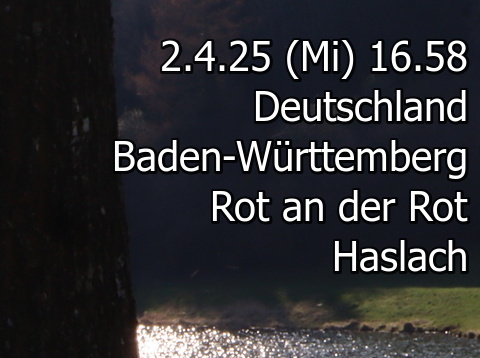 2.4.25 (Mi) 16.58
Deutschland
Baden-Württemberg
Rot an der Rot
Haslach